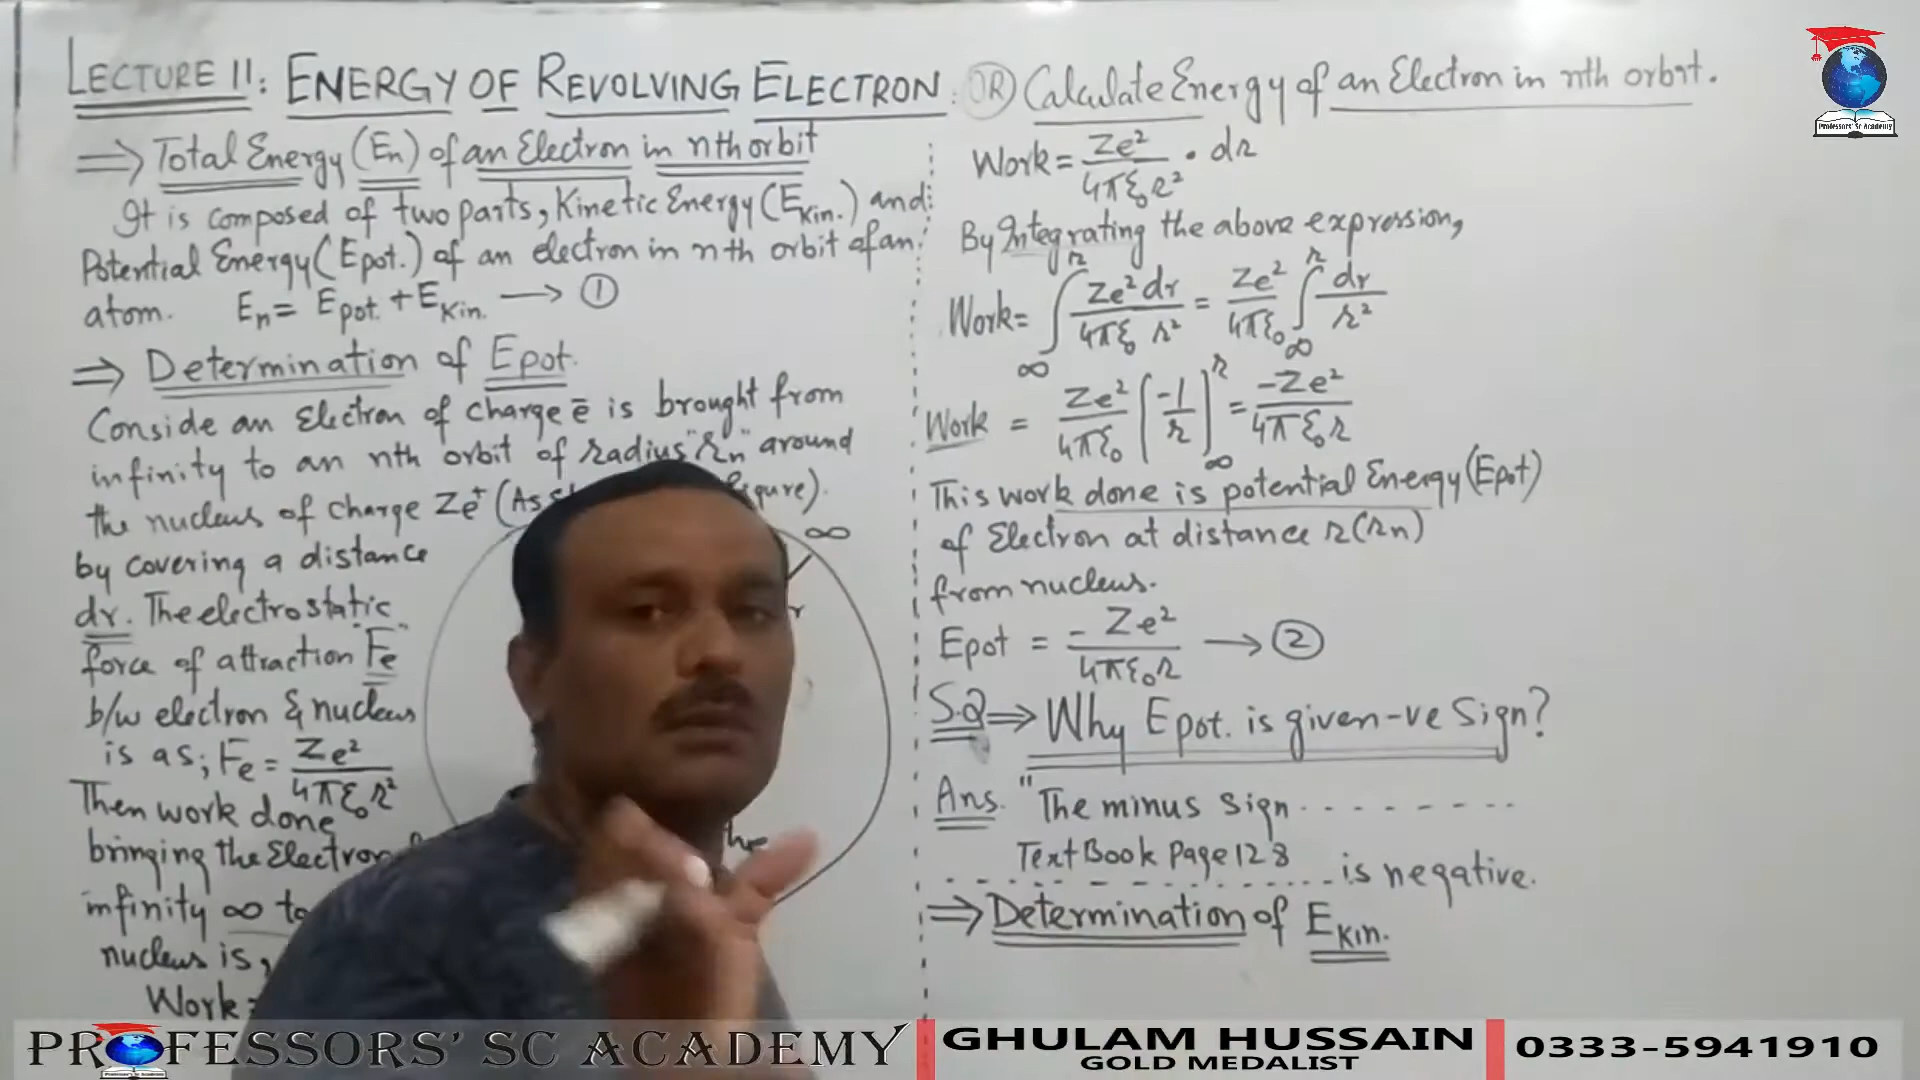 LECTURE 11: ENERGY OF REVOLVING ELECTRON. OR Calculate Energy of an Electron in nth orbit.
⇒ Total Energy (En) of an Electron in nth orbit
It is composed of two parts, Kinetic Energy (EKin.) and
Potential Energy (Epot.) of an electron in nth orbit of an
atom. En = Epot. + EKin. → ①
⇒ Determination of Epot.
Conside an Electron of charge ē is brought from
infinity to an nth orbit of radius "rn" around
the nucleus of charge Ze⁺ (As figure).
∞
by covering a distance
dr. The electrostatic
force of attraction "Fe"
b/w electron & nucleus
is as; Fe = Ze²/4πε₀r²
Then work done
bringing the Electron
infinity ∞ to
nucleus is,
Work =
Work = Ze²/4πε₀r² • dr
By Integrating the above expression,
Work = ∫∞^r Ze²dr/4πε₀ r² = Ze²/4πε₀ ∫∞^r dr/r²
Work = Ze²/4πε₀ (-1/r]∞^r = -Ze²/4πε₀r
This work done is potential Energy (Epot)
of Electron at distance r(rn)
from nucleus.
Epot = - Ze²/4πε₀r → ②
S.Q ⇒ Why Epot. is given -ve Sign?
Ans. "The minus Sign - - - - - - - -
Text Book Page 128
- - - - - - - - - - - is negative.
⇒ Determination of EKin.
Professors' Sc Academy
PROFESSORS' SC ACADEMY
GHULAM HUSSAIN
GOLD MEDALIST
0333-5941910